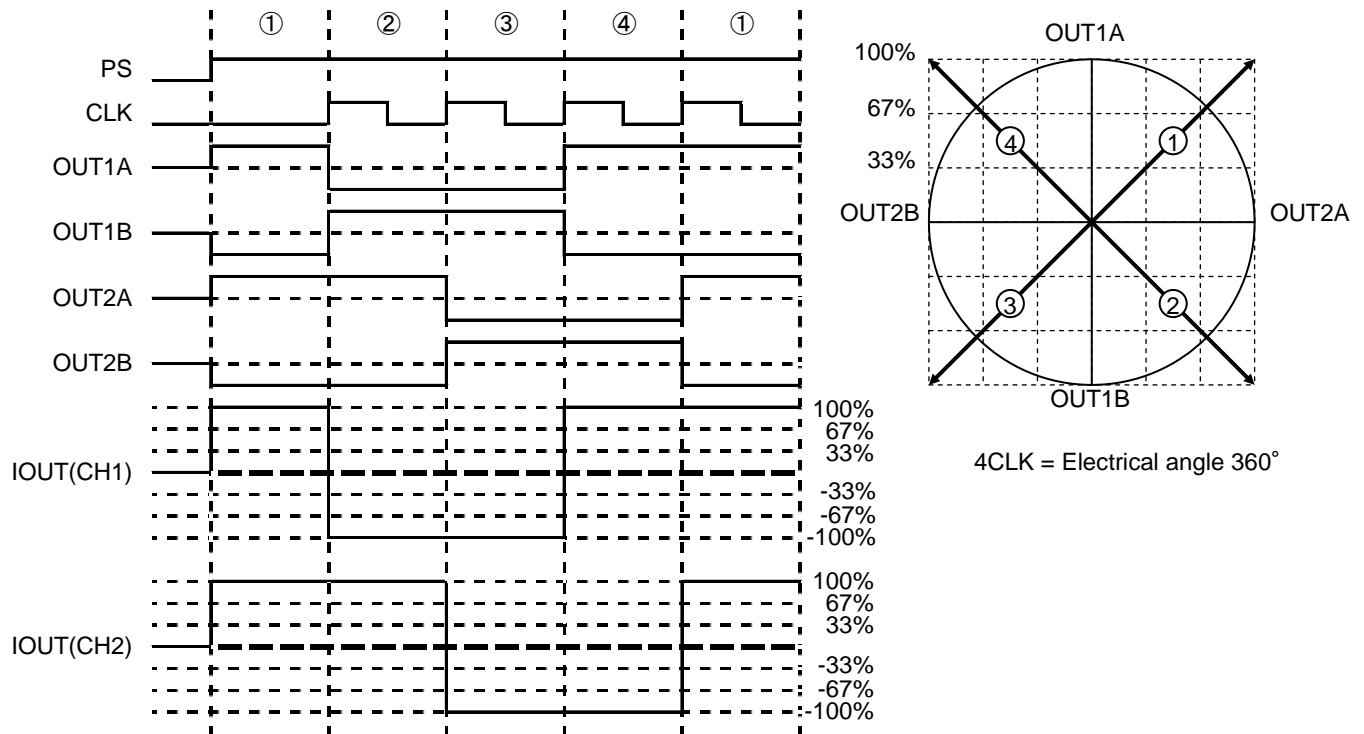 ① ② ③ ④ ①
PS
CLK
OUT1A
OUT1B
OUT2A
OUT2B
IOUT(CH1)
100%
67%
33%
-33%
-67%
-100%
IOUT(CH2)
100%
67%
33%
-33%
-67%
-100%
OUT1A
100%
67%
33%
④ ①
OUT2B OUT2A
③ ②
OUT1B
4CLK = Electrical angle 360°